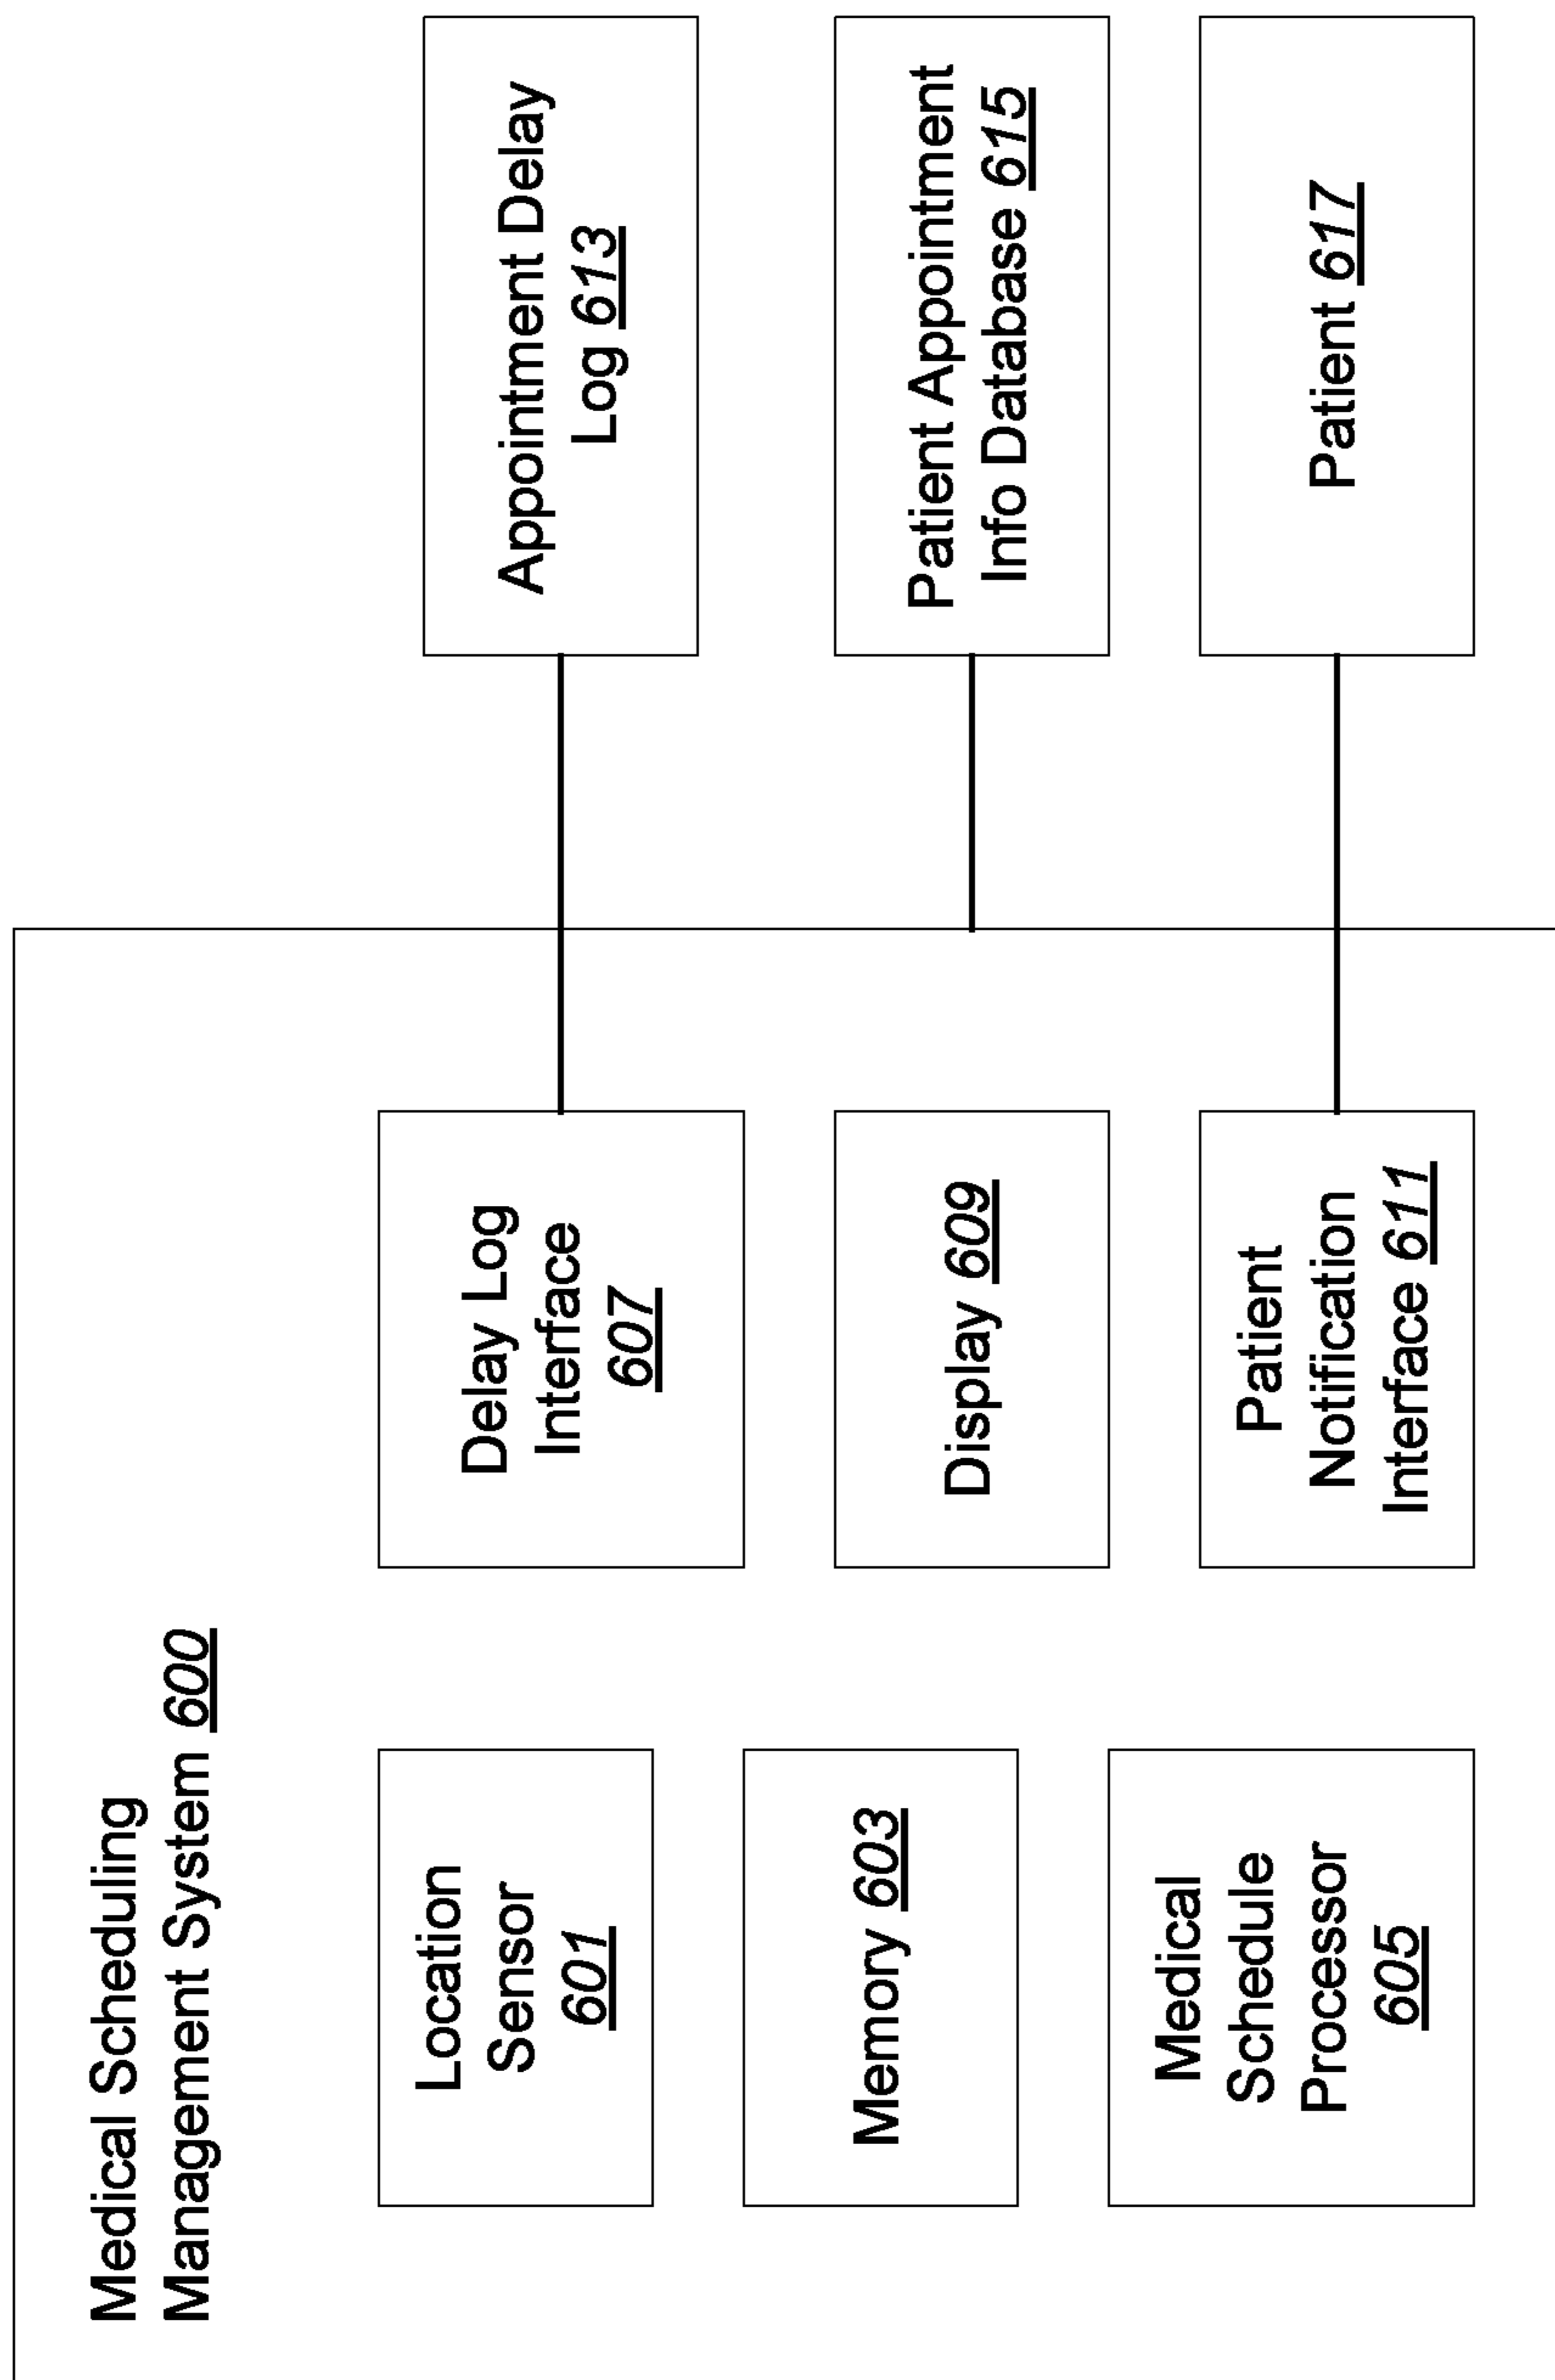 Medical Scheduling
Management System 600
Location
Sensor
601
Memory 603
Medical
Schedule
Processor
605
Delay Log
Interface
607
Display 609
Patient
Notification
Interface 611
Appointment Delay
Log 613
Patient Appointment
Info Database 615
Patient 617